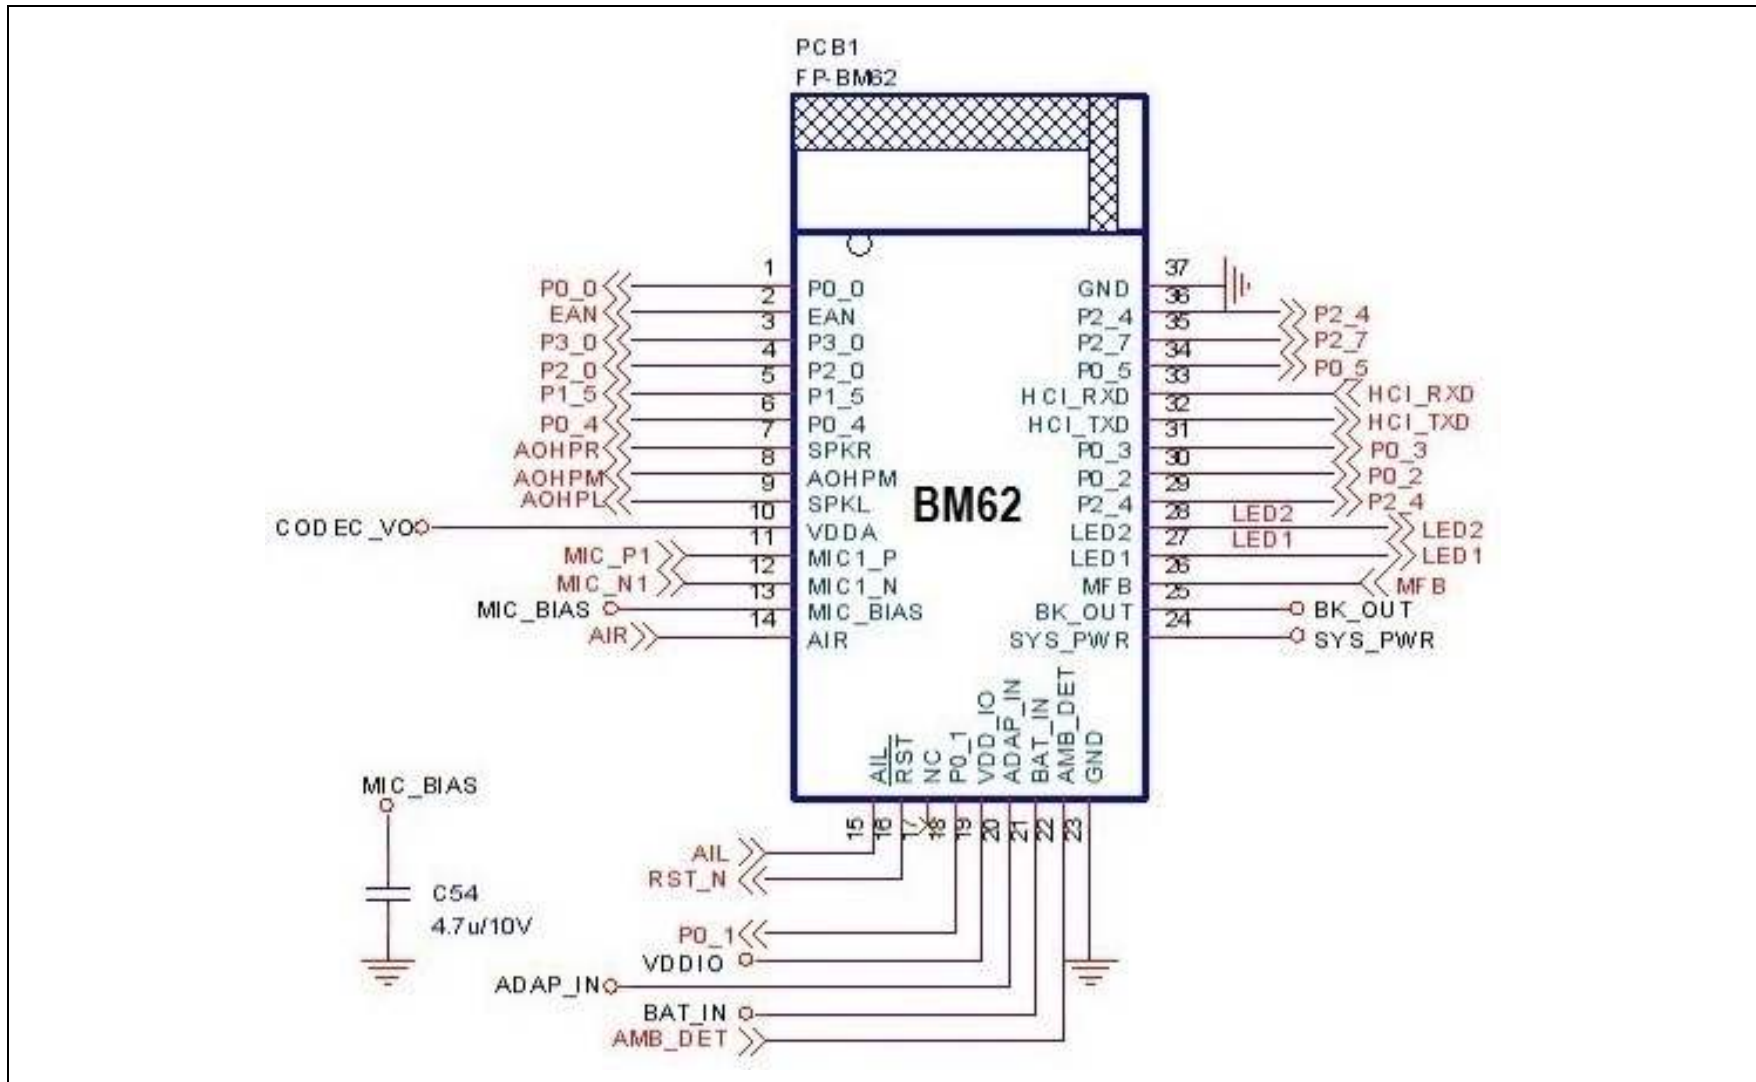 PCB1
FP-BM62
1
P0_0
P0_0
2
EAN
EAN
3
P3_0
P3_0
4
P2_0
P2_0
5
P1_5
P1_5
6
P0_4
P0_4
7
AOHPR
SPKR
8
AOHPM
AOHPM
9
AOHPL
SPKL
10
CODEC_VO
VDDA
11
MIC_P1
MIC1_P
12
MIC_N1
MIC1_N
13
MIC_BIAS
MIC_BIAS
14
AIR
AIR
BM62
37
GND
36
P2_4
P2_4
35
P2_7
P2_7
34
P0_5
P0_5
33
HCI_RXD
HCI_RXD
32
HCI_TXD
HCI_TXD
31
P0_3
P0_3
30
P0_2
P0_2
29
P2_4
P2_4
28
LED2
LED2
LED2
27
LED1
LED1
LED1
26
MFB
MFB
25
BK_OUT
BK_OUT
24
SYS_PWR
SYS_PWR
AIL
RST
NC
P0_1
VDD_IO
ADAP_IN
BAT_IN
AMB_DET
GND
15
16
17
18
19
20
21
22
23
AIL
RST_N
P0_1
VDDIO
ADAP_IN
BAT_IN
AMB_DET
MIC_BIAS
C54
4.7u/10V